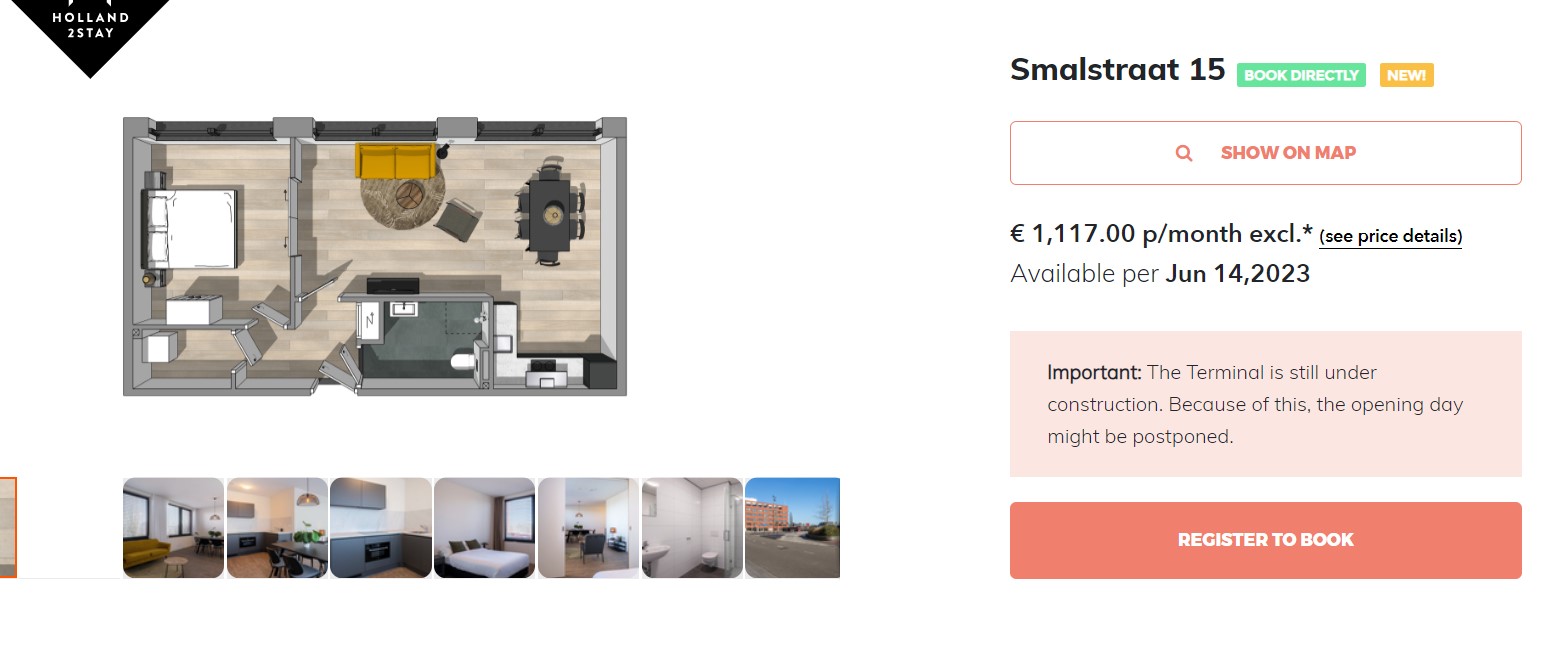 HOLLAND
2STAY
Smalstraat 15 BOOK DIRECTLY NEW!
SHOW ON MAP
€ 1,117.00 p/month excl.* (see price details)
Available per Jun 14,2023
Important: The Terminal is still under
construction. Because of this, the opening day
might be postponed.
REGISTER TO BOOK